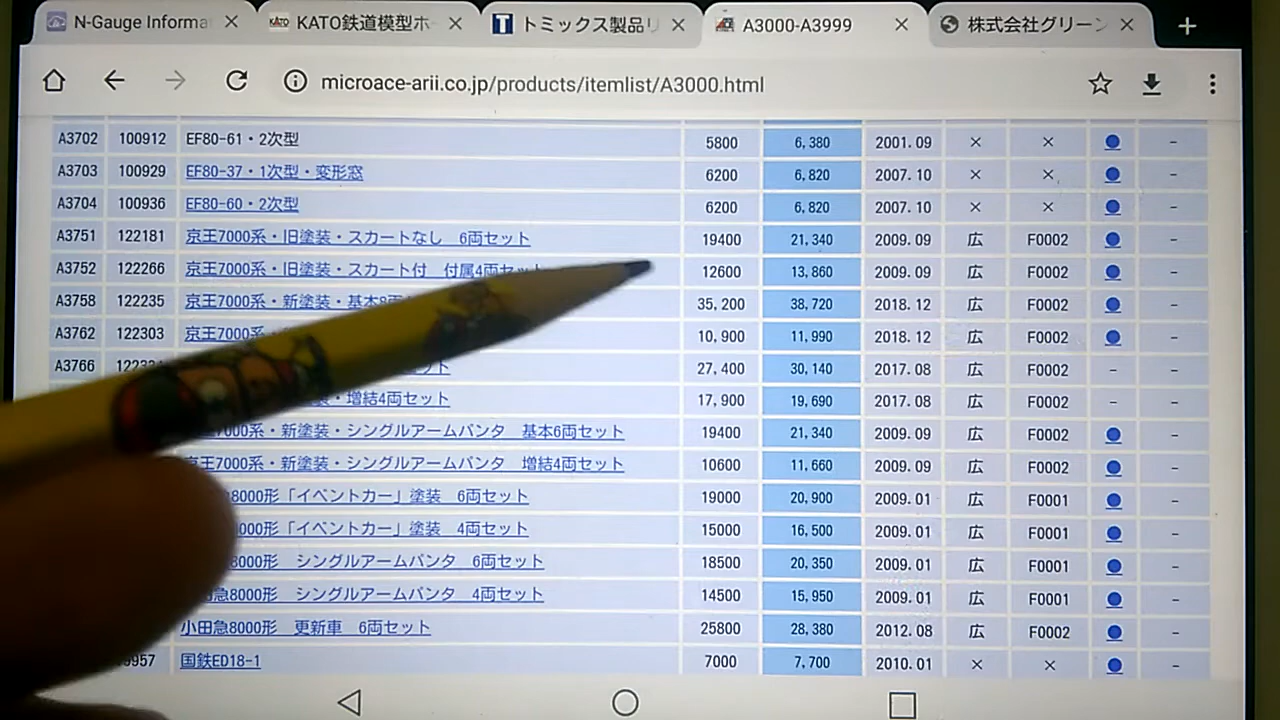 N-Gauge Informa
KATO鉄道模型ホ
トミックス製品リ
A3000-A3999
株式会社グリーン
microace-arii.co.jp/products/itemlist/A3000.html
A3702 100912 EF80-61・2次型 5800 6,380 2001.09 × × ● -
A3703 100929 EF80-37・1次型・変形窓 6200 6,820 2007.10 × × ● -
A3704 100936 EF80-60・2次型 6200 6,820 2007.10 × × ● -
A3751 122181 京王7000系・旧塗装・スカートなし 6両セット 19400 21,340 2009.09 広 F0002 ● -
A3752 122266 京王7000系・旧塗装・スカート付 付属4両セット 12600 13,860 2009.09 広 F0002 ● -
A3758 122235 京王7000系・新塗装・基本8両 35,200 38,720 2018.12 広 F0002 ● -
A3762 122303 京王7000系 10,900 11,990 2018.12 広 F0002 ● -
A3766 ット 27,400 30,140 2017.08 広 F0002 - -
・増結4両セット 17,900 19,690 2017.08 広 F0002 - -
7000系・新塗装・シングルアームパンタ 基本6両セット 19400 21,340 2009.09 広 F0002 ● -
王7000系・新塗装・シングルアームパンタ 増結4両セット 10600 11,660 2009.09 広 F0002 ● -
8000形「イベントカー」塗装 6両セット 19000 20,900 2009.01 広 F0001 ● -
000形「イベントカー」塗装 4両セット 15000 16,500 2009.01 広 F0001 ● -
000形 シングルアームパンタ 6両セット 18500 20,350 2009.01 広 F0001 ● -
急8000形 シングルアームパンタ 4両セット 14500 15,950 2009.01 広 F0001 ● -
小田急8000形 更新車 6両セット 25800 28,380 2012.08 広 F0002 ● -
9957 国鉄ED18-1 7000 7,700 2010.01 × × ● -